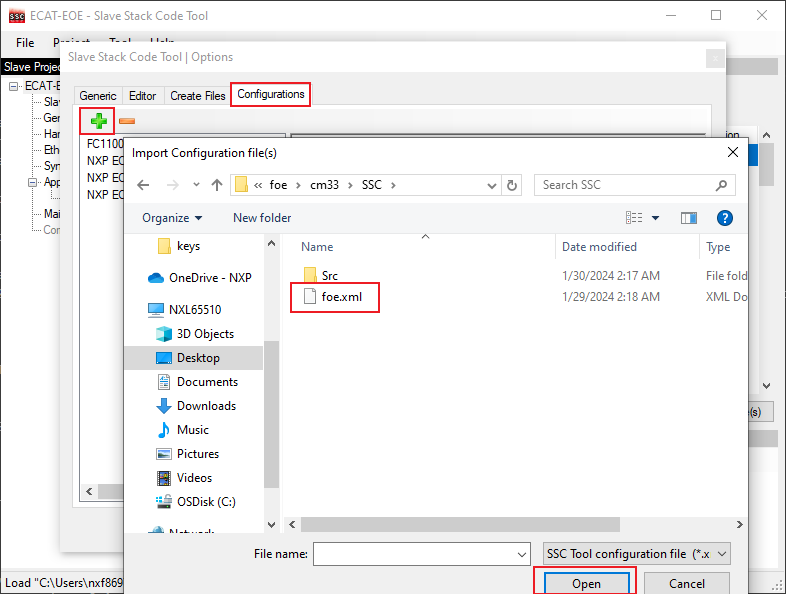 SSC ECAT-EOE - Slave Stack Code Tool
File Project Tool Help
Slave Stack Code Tool | Options
Slave Projec
Generic Editor Create Files Configurations
ECAT-E
Slav
Ger
Har
Eth
Syn
App
Mai
Cor
FC1100
NXP EC
NXP EC
NXP EC
ion
Import Configuration file(s)
« foe > cm33 > SSC >
Search SSC
Organize New folder
?
keys
OneDrive - NXP
NXL65510
3D Objects
Desktop
Documents
Downloads
Music
Pictures
Videos
OSDisk (C:)
Network
Name Date modified Type
Src 1/30/2024 2:17 AM File fold
foe.xml 1/29/2024 2:18 AM XML Do
(s)
File name: SSC Tool configuration file (*.x
Open Cancel
Load "C:\Users\nxf869